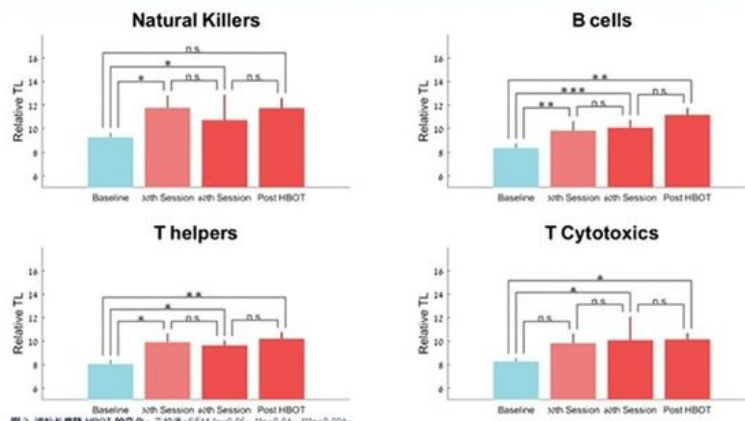 Natural Killers
B cells
Relative TL
16
14
12
10
8
6
n.s
*
*
n.s
n.s
Baseline
30th Session
60th Session
Post HBOT
Relative TL
16
14
12
10
8
6
**
***
**
n.s
n.s
Baseline
30th Session
60th Session
Post HBOT
T helpers
T Cytotoxics
Relative TL
16
14
12
10
8
6
**
*
*
n.s
n.s
Baseline
30th Session
60th Session
Post HBOT
Relative TL
16
14
12
10
8
6
*
*
n.s
n.s
n.s
Baseline
30th Session
60th Session
Post HBOT